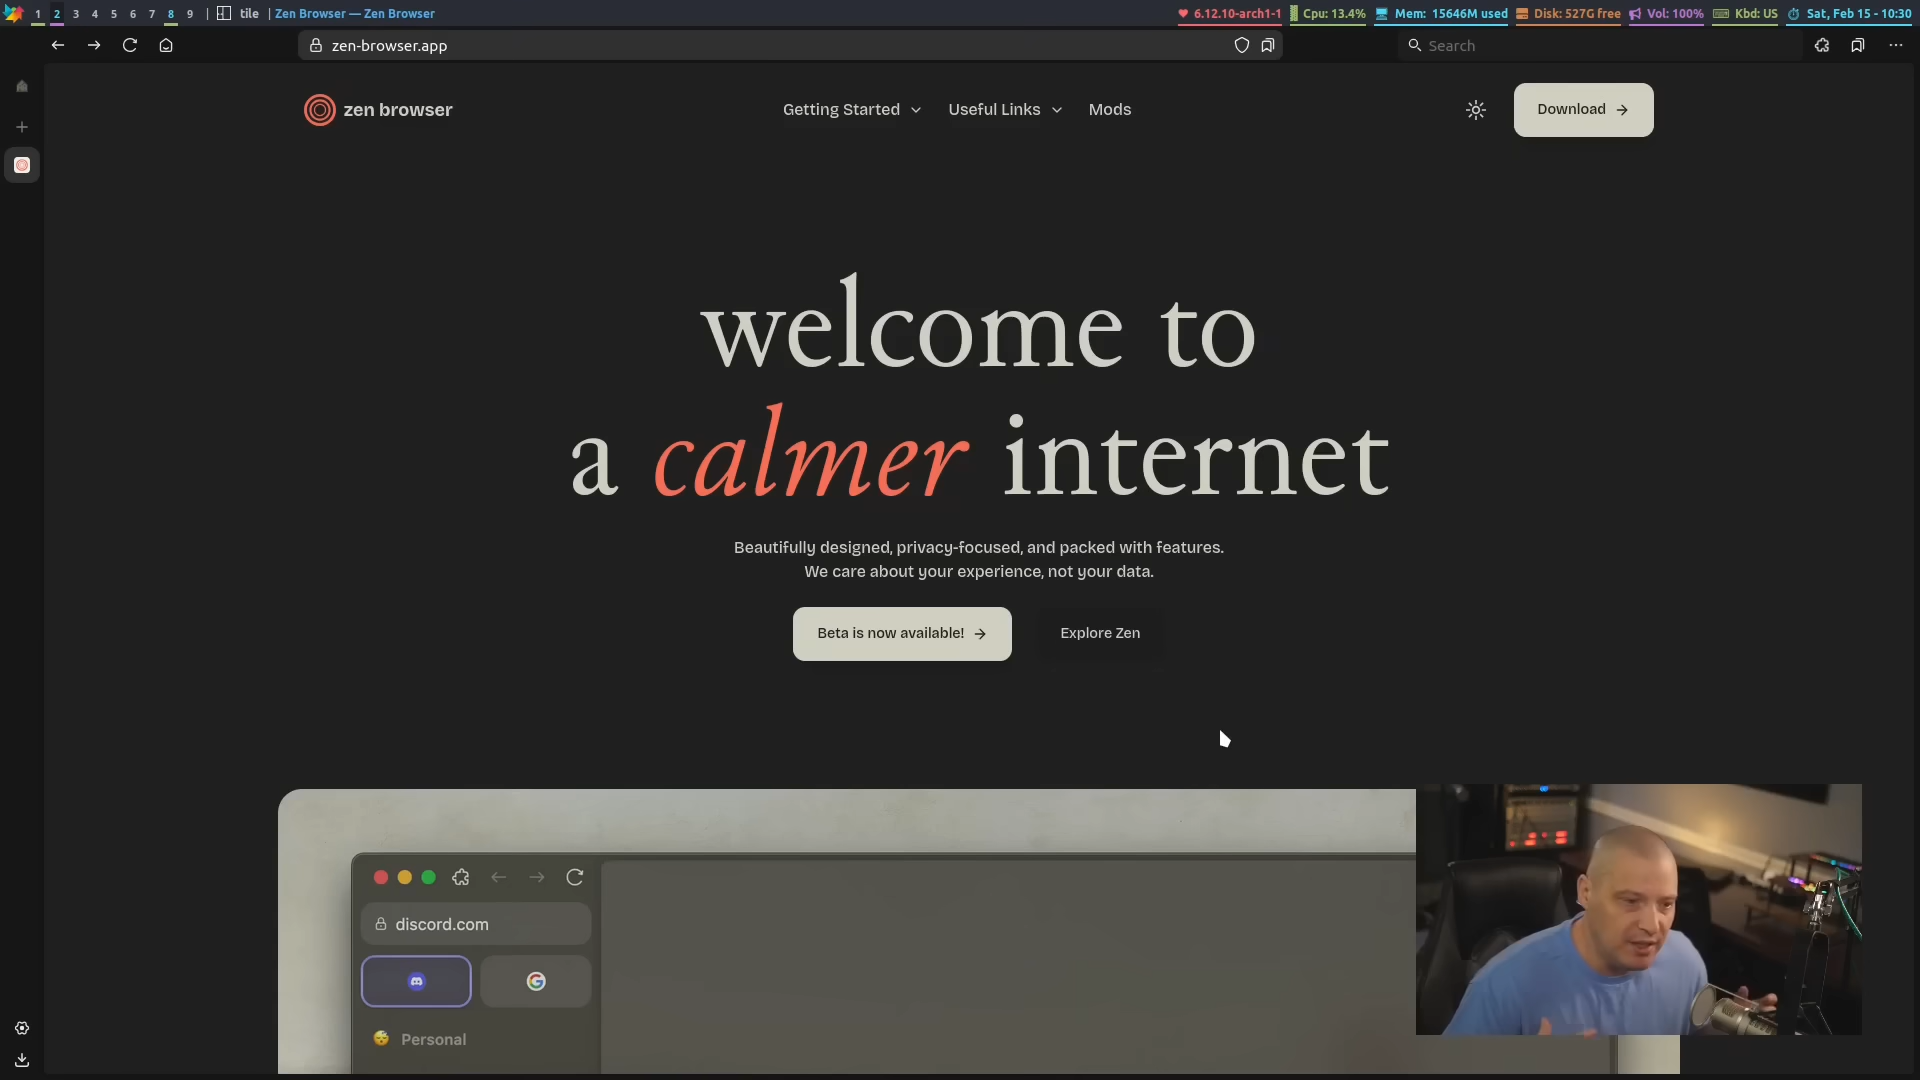 1 2 3 4 5 6 7 8 9 | tile | Zen Browser — Zen Browser
6.12.10-arch1-1 Cpu: 13.4% Mem: 15646M used Disk: 527G free Vol: 100% Kbd: US Sat, Feb 15 - 10:30
zen-browser.app
Search
zen browser
Getting Started Useful Links Mods
Download
welcome to
a calmer internet
Beautifully designed, privacy-focused, and packed with features.
We care about your experience, not your data.
Beta is now available!
Explore Zen
discord.com
Personal